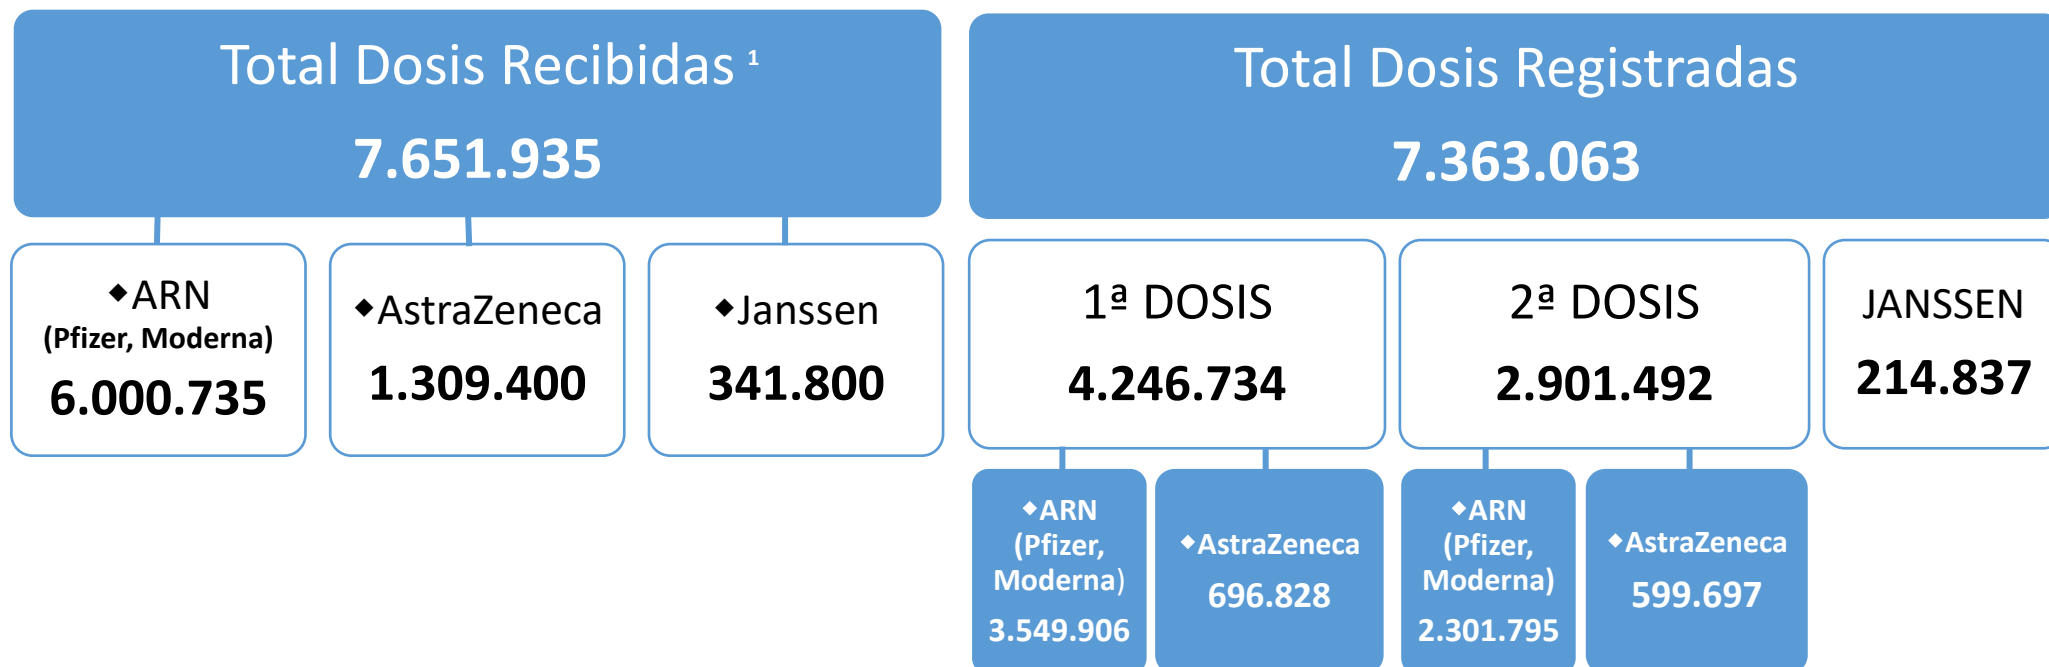 Total Dosis Recibidas 1
7.651.935
◆ARN
(Pfizer, Moderna)
6.000.735
◆AstraZeneca
1.309.400
◆Janssen
341.800
Total Dosis Registradas
7.363.063
1ª DOSIS
4.246.734
2ª DOSIS
2.901.492
JANSSEN
214.837
◆ARN
(Pfizer,
Moderna)
3.549.906
◆AstraZeneca
696.828
◆ARN
(Pfizer,
Moderna)
2.301.795
◆AstraZeneca
599.697